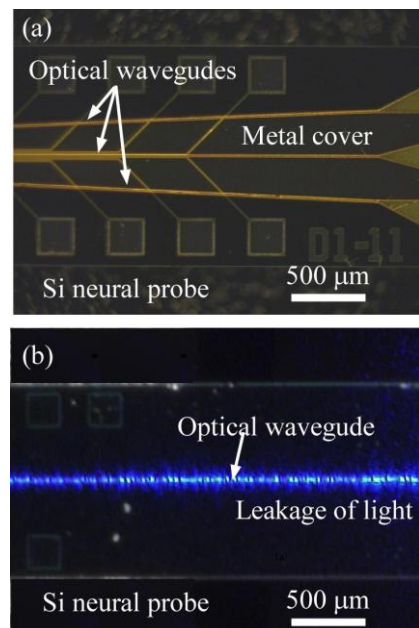 (a)
Optical wavegudes
Metal cover
D1-11
500 μm
Si neural probe
(b)
Optical wavegude
Leakage of light
500 μm
Si neural probe